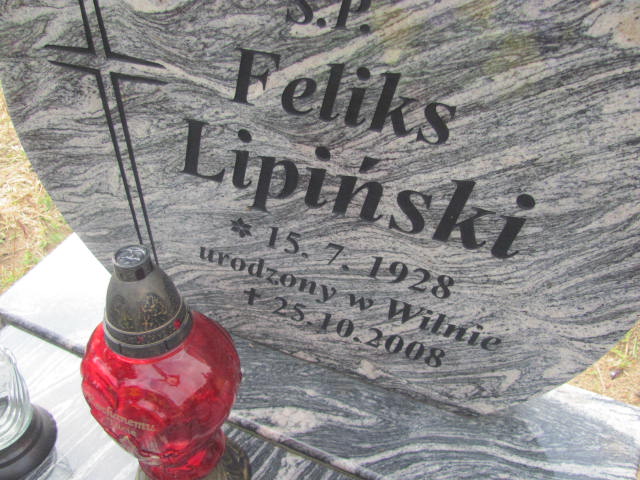 Ś.P.
Feliks
Lipiński
* 15. 7. 1928
urodzony w Wilnie
✝ 25.10.2008